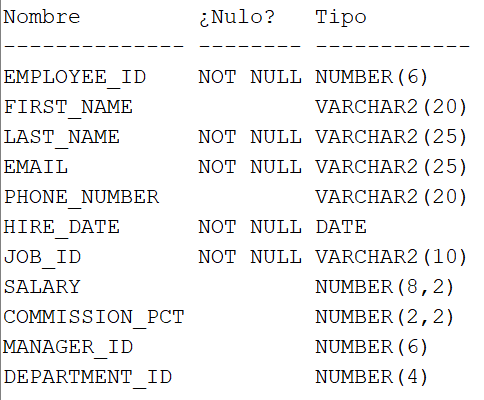 Nombre ¿Nulo? Tipo
-------------- -------- ------------
EMPLOYEE_ID NOT NULL NUMBER(6)
FIRST_NAME VARCHAR2(20)
LAST_NAME NOT NULL VARCHAR2(25)
EMAIL NOT NULL VARCHAR2(25)
PHONE_NUMBER VARCHAR2(20)
HIRE_DATE NOT NULL DATE
JOB_ID NOT NULL VARCHAR2(10)
SALARY NUMBER(8,2)
COMMISSION_PCT NUMBER(2,2)
MANAGER_ID NUMBER(6)
DEPARTMENT_ID NUMBER(4)